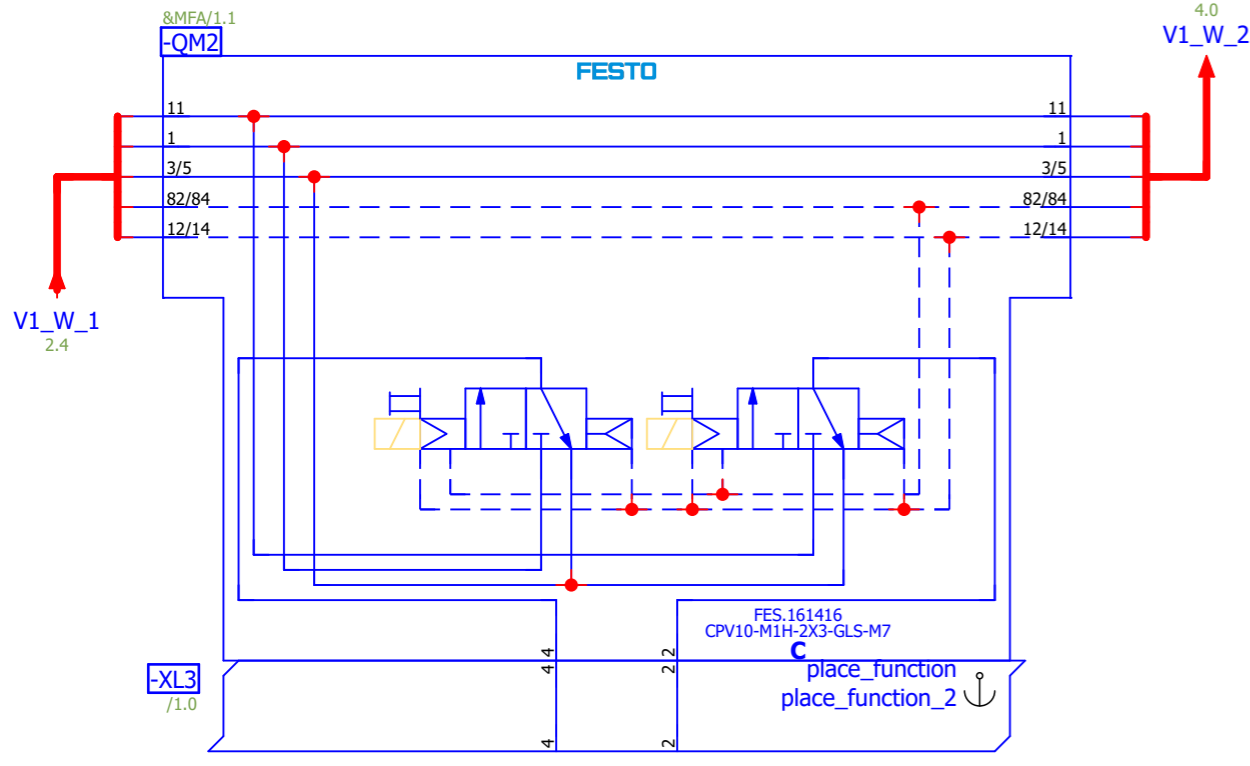 &MFA/1.1
-QM2
4.0
V1_W_2
FESTO
11
11
1
1
3/5
3/5
82/84
82/84
12/14
12/14
V1_W_1
2.4
FES.161416
CPV10-M1H-2X3-GLS-M7
C
4
2
4
2
-XL3
/1.0
place_function
place_function_2
4
2